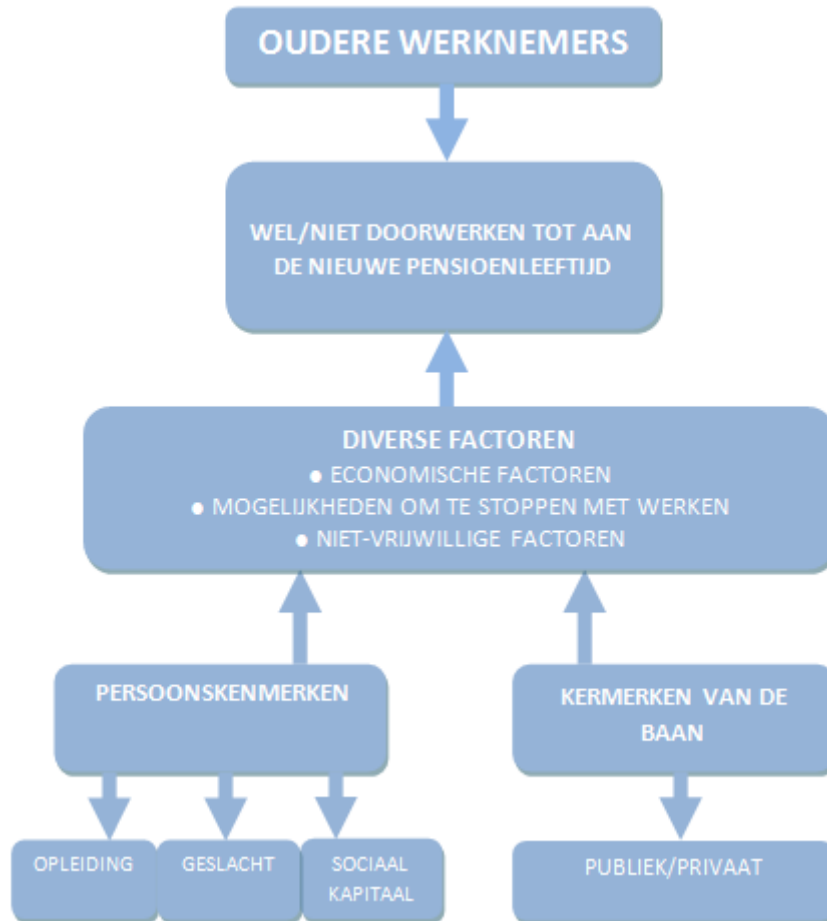 OUDERE WERKNEMERS
WEL/NIET DOORWERKEN TOT AAN
DE NIEUWE PENSIOENLEEFTIJD
DIVERSE FACTOREN
● ECONOMISCHE FACTOREN
● MOGELIJKHEDEN OM TE STOPPEN MET WERKEN
● NIET-VRIJWILLIGE FACTOREN
PERSOONSKENMERKEN
KERMERKEN VAN DE
BAAN
OPLEIDING
GESLACHT
SOCIAAL
KAPITAAL
PUBLIEK/PRIVAAT